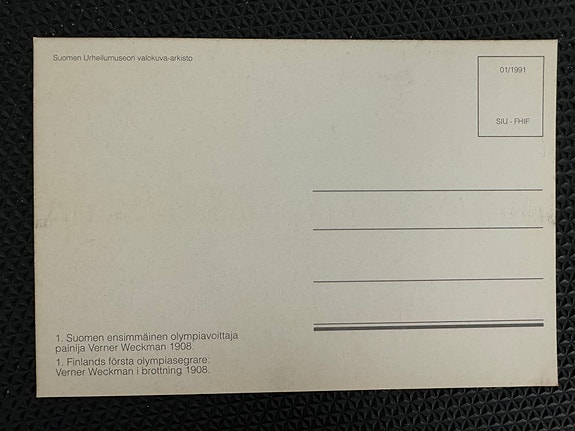 Suomen Urheilumuseon valokuva-arkisto
01/1991
SIU - FHIF
1. Suomen ensimmäinen olympiavoittaja
painija Verner Weckman 1908.
1. Finlands första olympiasegrare.
Verner Weckman i brottning 1908.